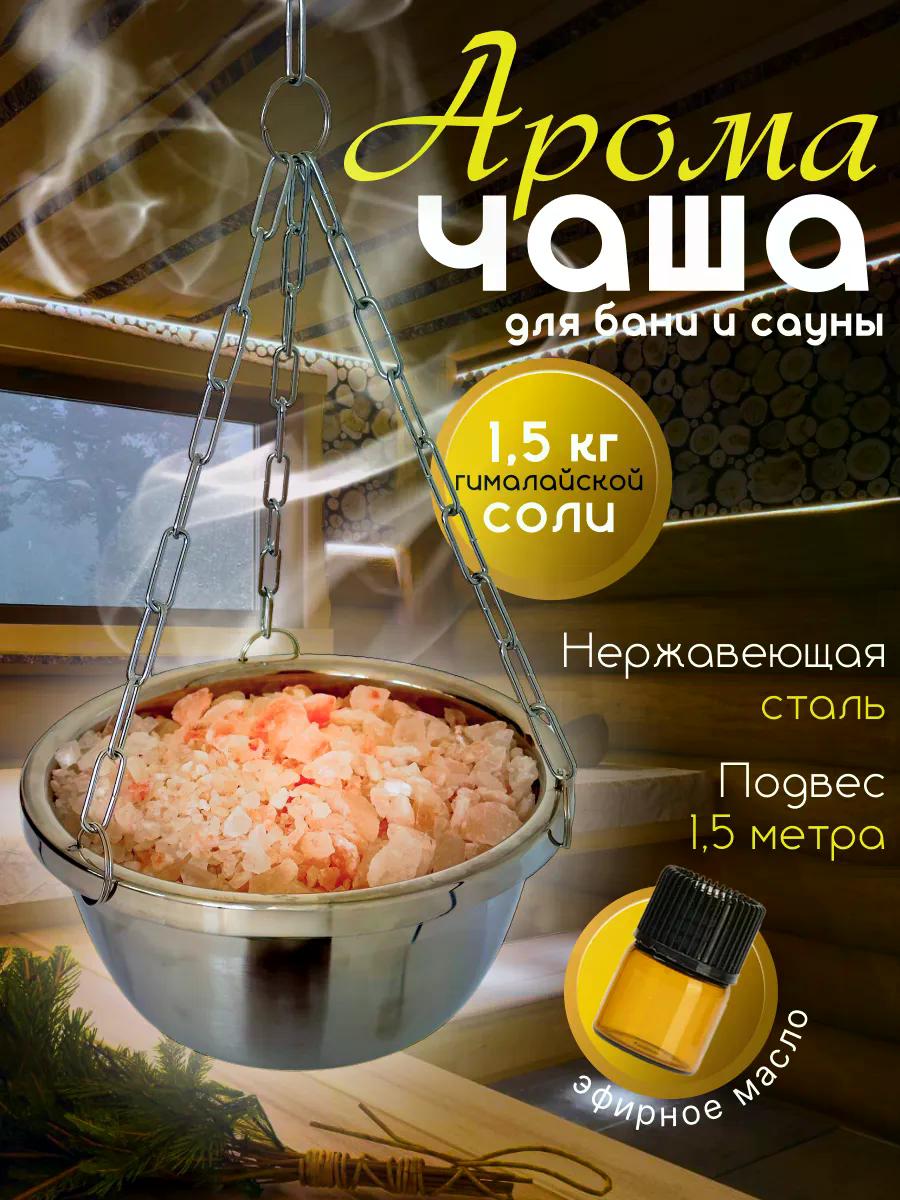 Арома
чаша
для бани и сауны
1,5 кг
гималайской
соли
Нержавеющая
сталь
Подвес
1,5 метра
эфирное масло